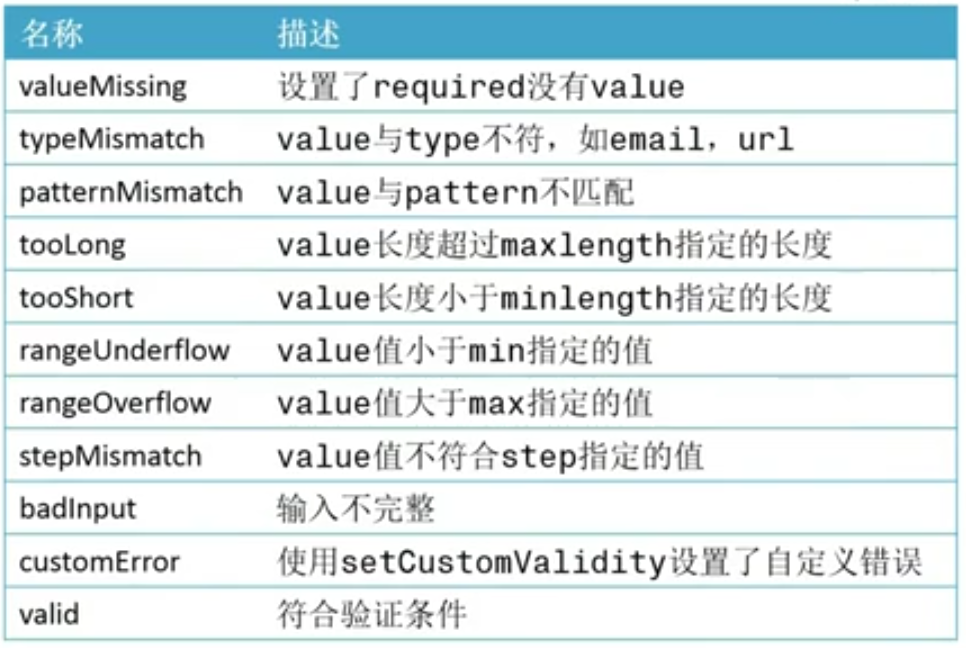 名称 描述
valueMissing 设置了required没有value
typeMismatch value与type不符，如email，url
patternMismatch value与pattern不匹配
tooLong value长度超过maxlength指定的长度
tooShort value长度小于minlength指定的长度
rangeUnderflow value值小于min指定的值
rangeOverflow value值大于max指定的值
stepMismatch value值不符合step指定的值
badInput 输入不完整
customError 使用setCustomValidity设置了自定义错误
valid 符合验证条件